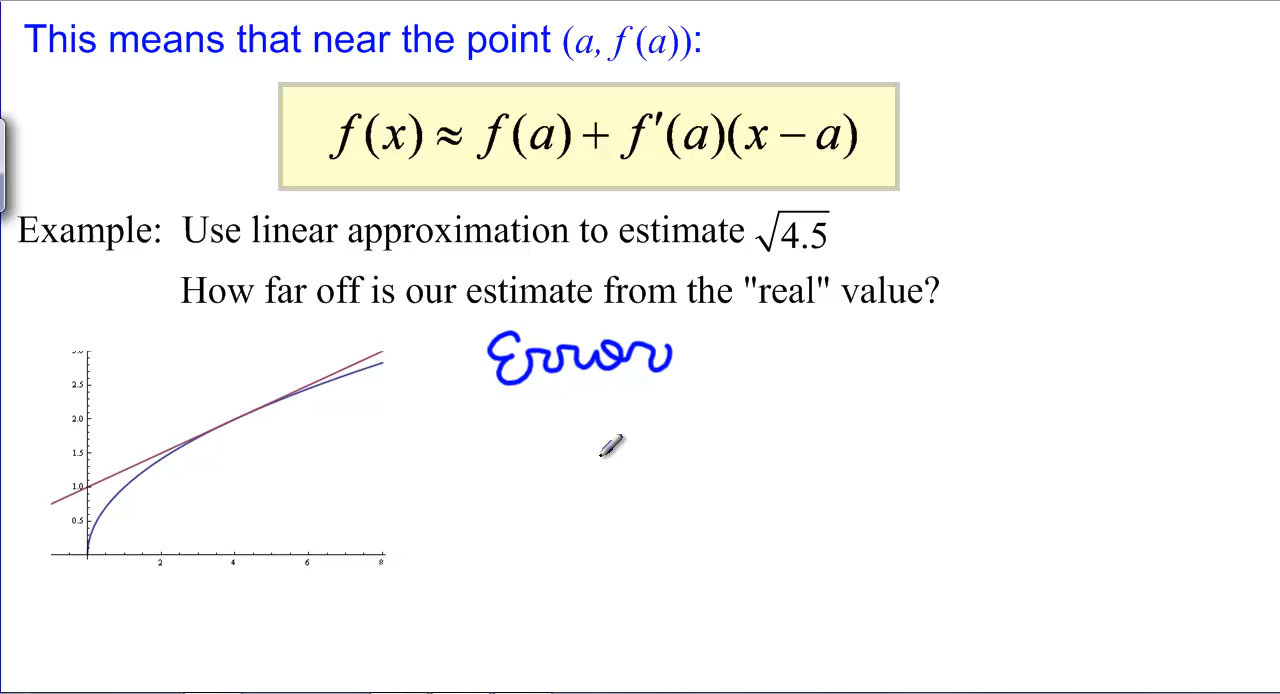 This means that near the point (a, f(a)):
f(x) ≈ f(a) + f′(a)(x − a)
Example: Use linear approximation to estimate √4.5
How far off is our estimate from the "real" value?
Error
3.0
2.5
2.0
1.5
1.0
0.5
2 4 6 8